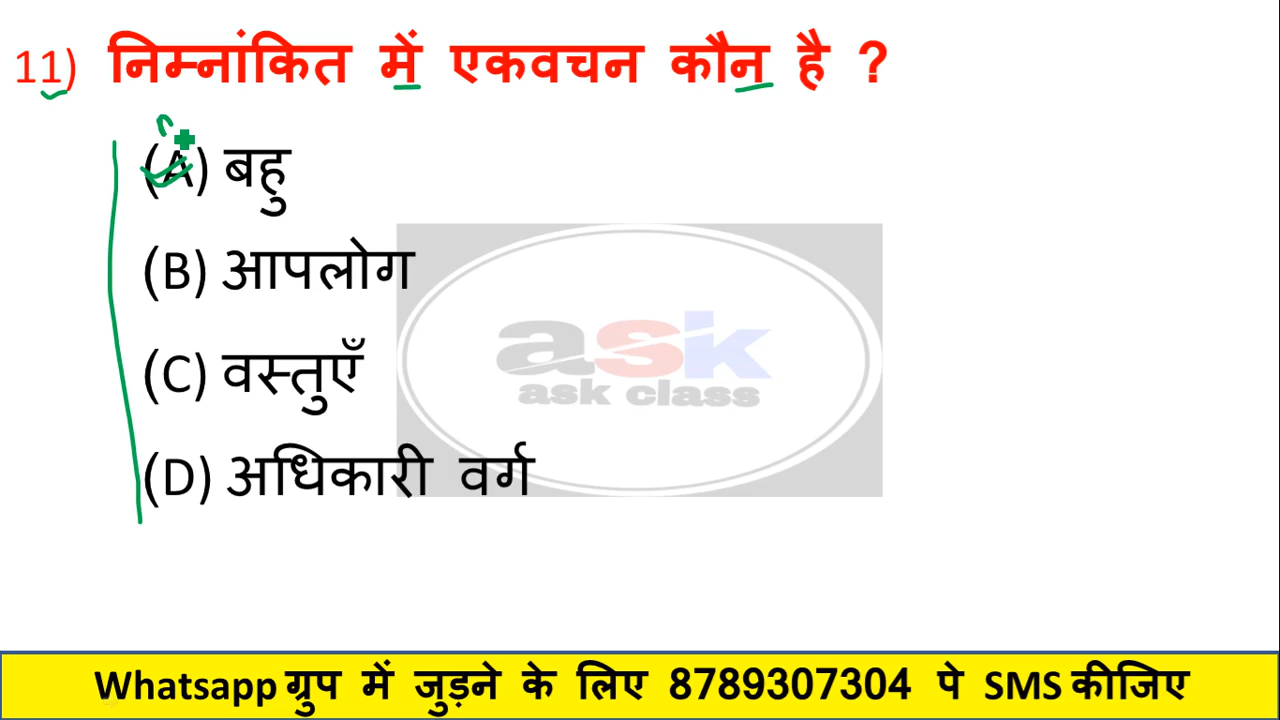 11) निम्नांकित में एकवचन कौन है ?
(A) बहु
(B) आपलोग
(C) वस्तुएँ
(D) अधिकारी वर्ग
ask
ask class
Whatsapp ग्रुप में जुड़ने के लिए 8789307304 पे SMS कीजिए